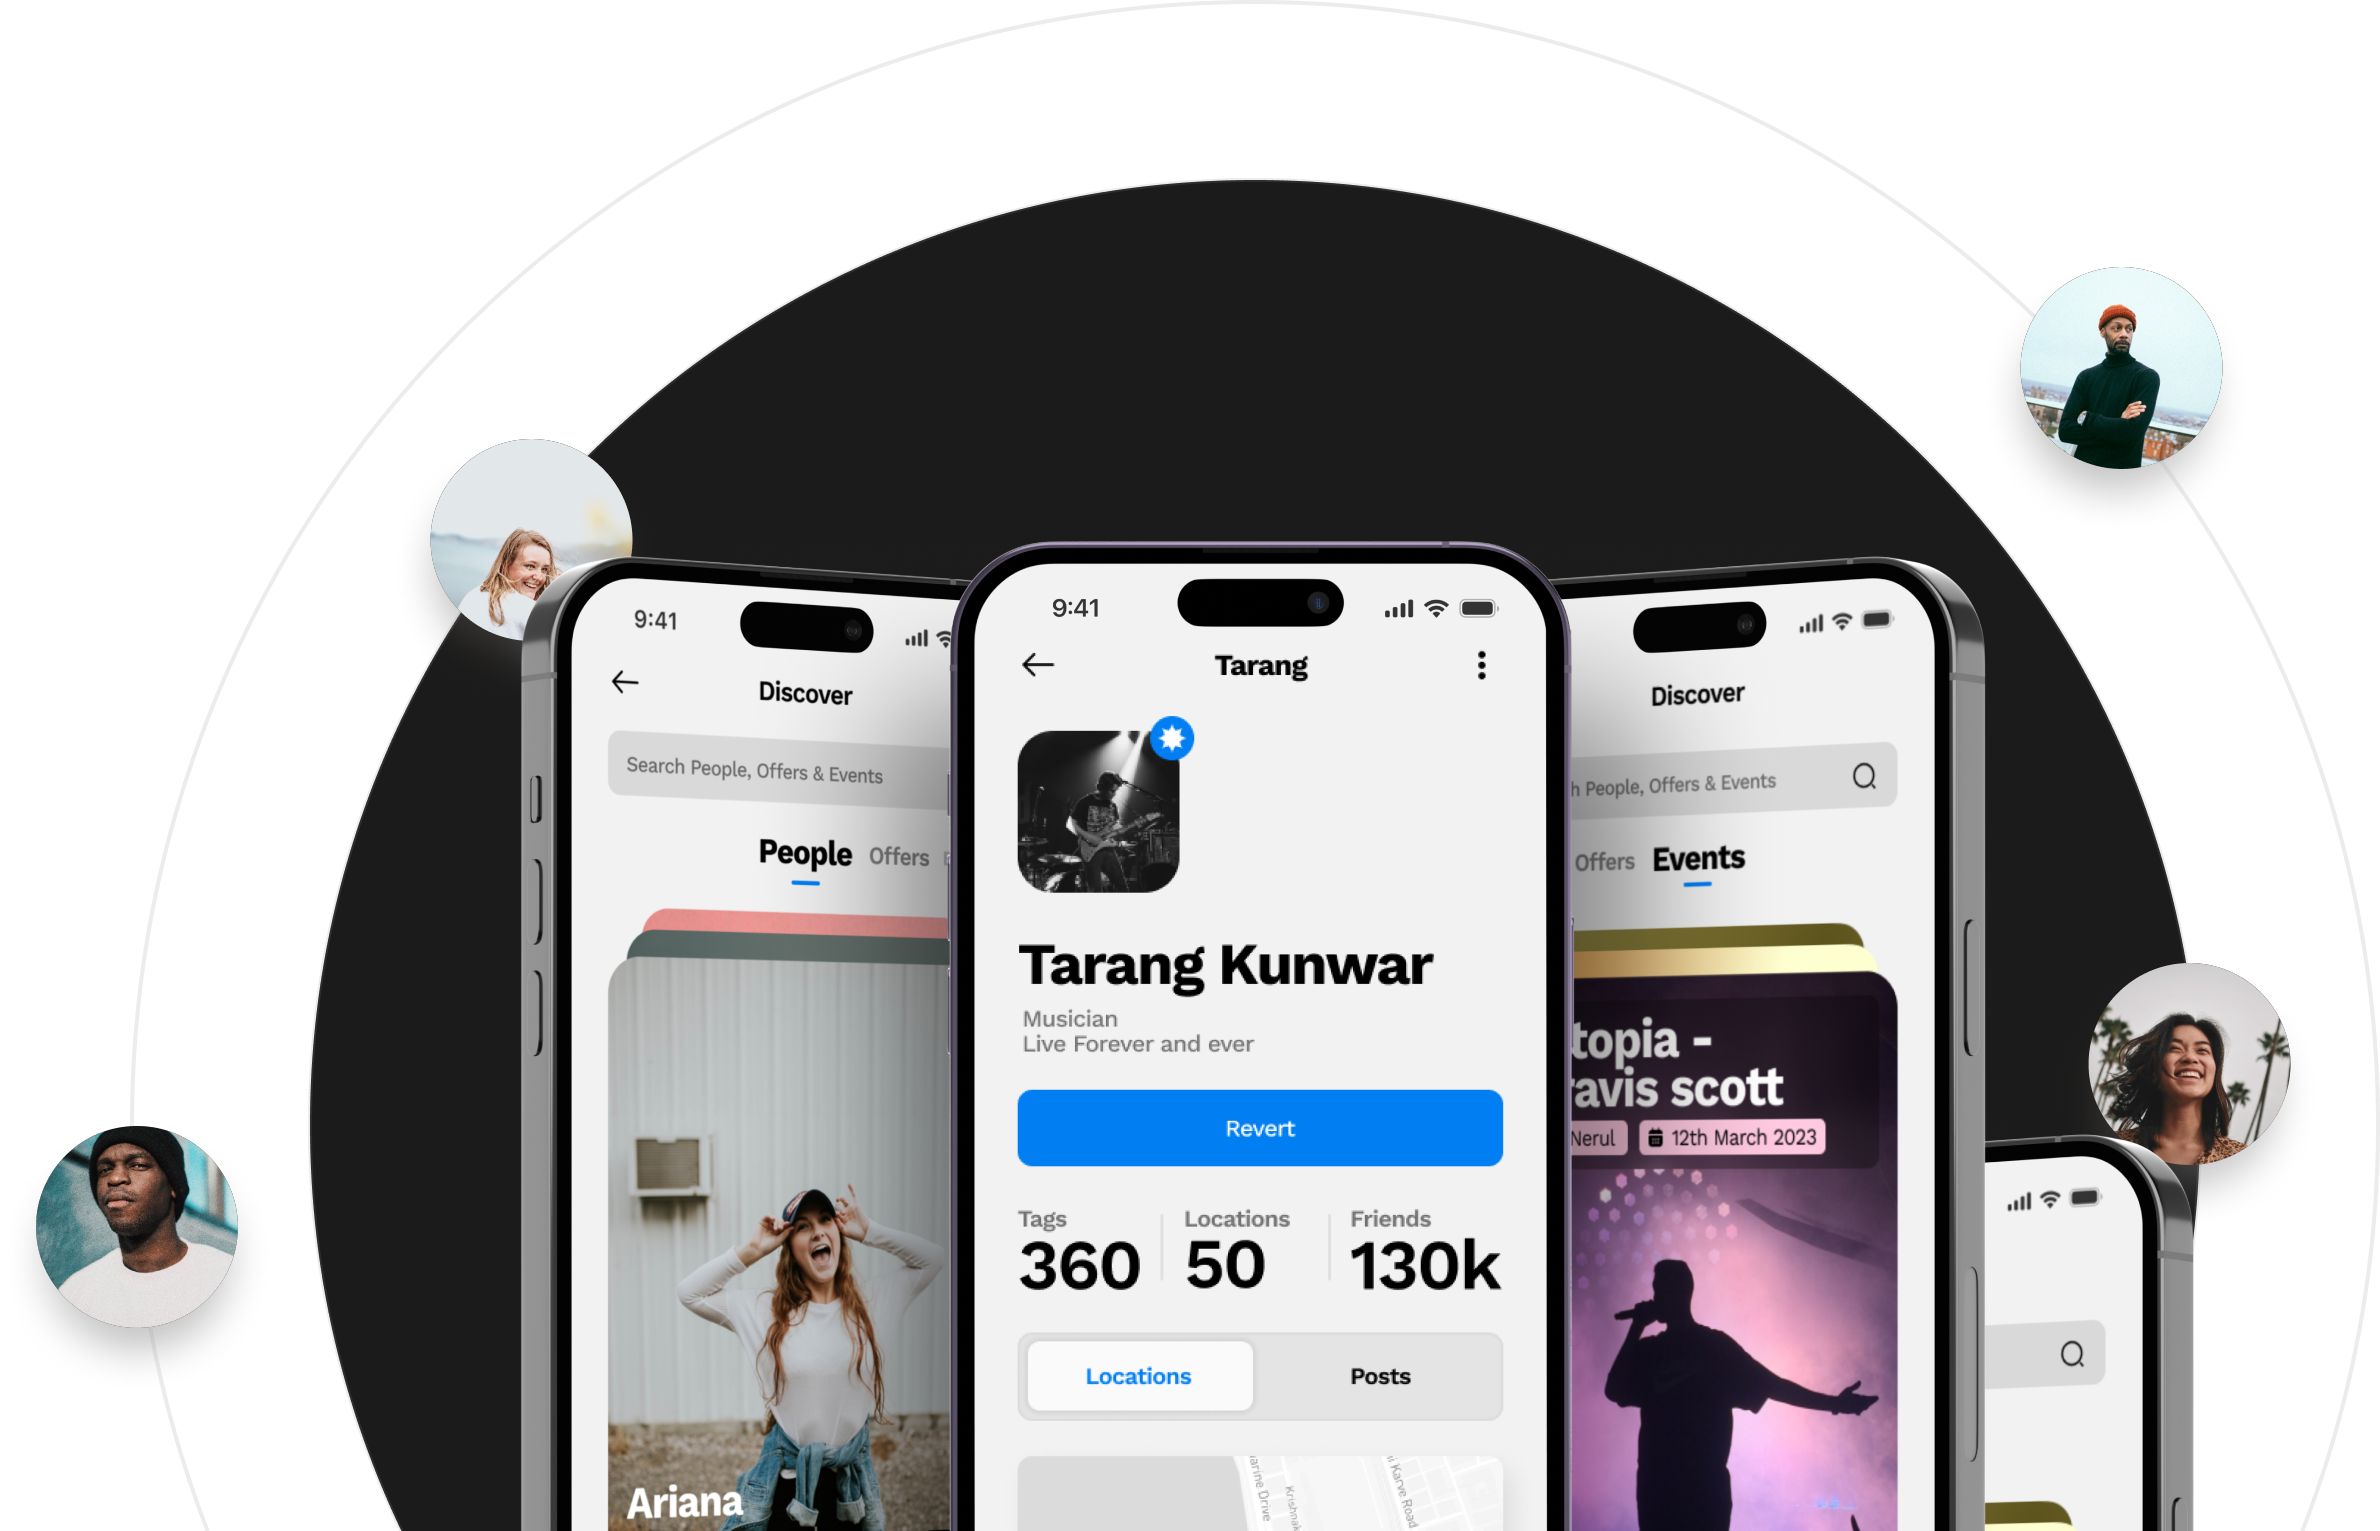 9:41
Discover
Search People, Offers & Events
People Offers
Ariana
9:41
Tarang
Tarang Kunwar
Musician
Live Forever and ever
Revert
Tags
360
Locations
50
Friends
130k
Locations
Posts
arine Drive
Krishnak
i Karve Road
Discover
h People, Offers & Events
Offers Events
topia -
ravis scott
Nerul
12th March 2023